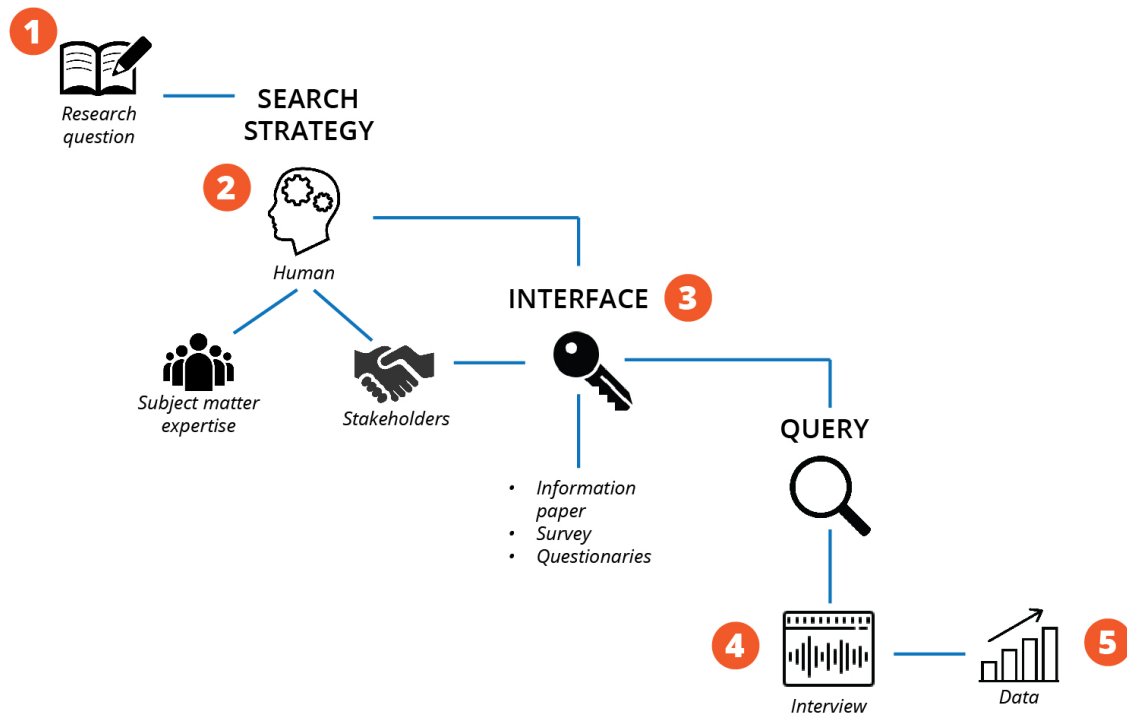 1
Research
question
SEARCH
STRATEGY
2
Human
Subject matter
expertise
Stakeholders
INTERFACE
3
• Information
paper
• Survey
• Questionaries
QUERY
4
Interview
5
Data